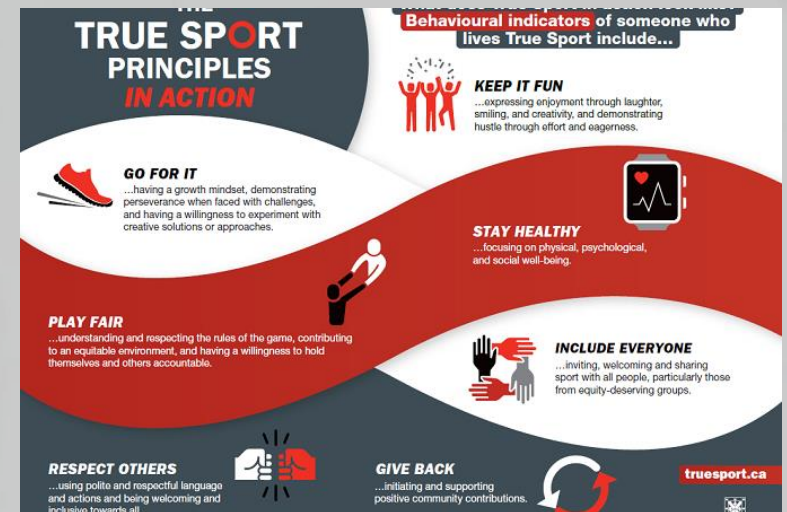 THE
TRUE SPORT
PRINCIPLES
IN ACTION
Behavioural indicators of someone who
lives True Sport include...
KEEP IT FUN
...expressing enjoyment through laughter,
smiling, and creativity, and demonstrating
hustle through effort and eagerness.
GO FOR IT
...having a growth mindset, demonstrating
perseverance when faced with challenges,
and having a willingness to experiment with
creative solutions or approaches.
STAY HEALTHY
...focusing on physical, psychological,
and social well-being.
PLAY FAIR
...understanding and respecting the rules of the game, contributing
to an equitable environment, and having a willingness to hold
themselves and others accountable.
INCLUDE EVERYONE
...inviting, welcoming and sharing
sport with all people, particularly those
from equity-deserving groups.
RESPECT OTHERS
...using polite and respectful language
and actions and being welcoming and
inclusive towards all
GIVE BACK
...initiating and supporting
positive community contributions.
truesport.ca